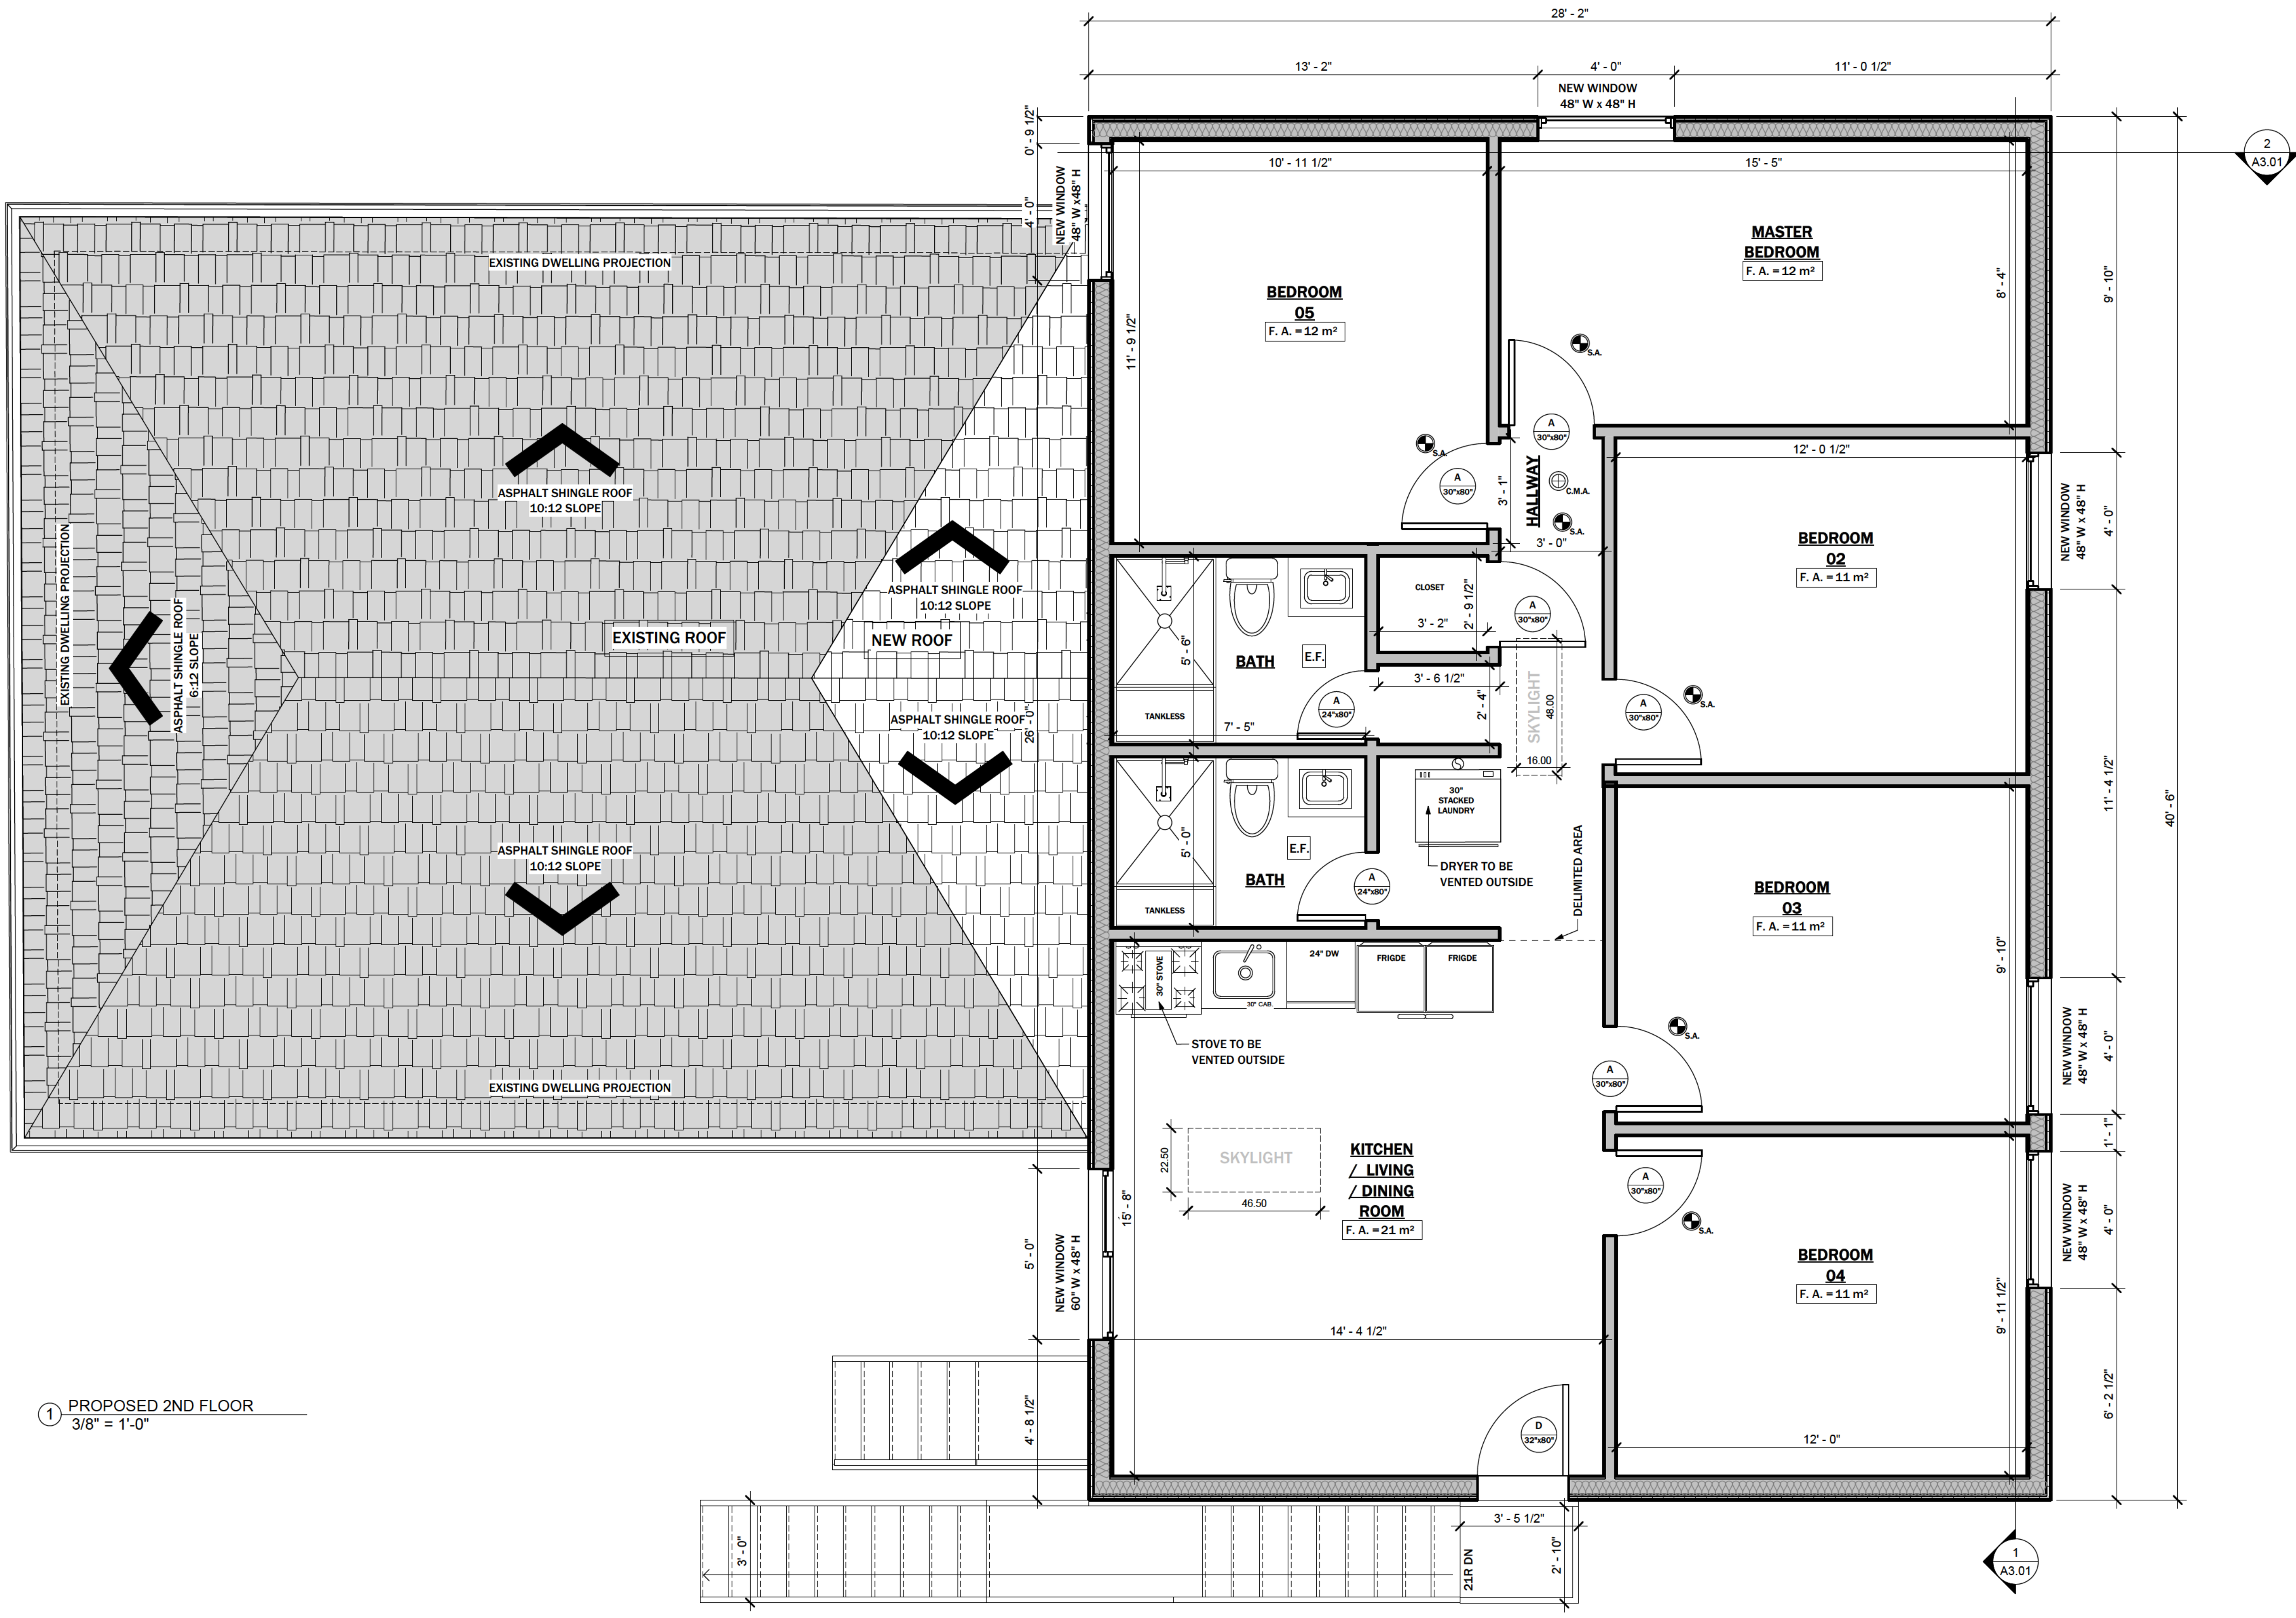 28' - 2"
13' - 2"
4' - 0"
11' - 0 1/2"
NEW WINDOW
48" W x 48" H
0' - 9 1/2"
4' - 0"
NEW WINDOW
48" W x48" H
26' - 0"
5' - 0"
NEW WINDOW
60" W x 48" H
4' - 8 1/2"
2
A3.01
10' - 11 1/2"
15' - 5"
MASTER
BEDROOM
F. A. = 12 m²
8' - 4"
9' - 10"
BEDROOM
05
F. A. = 12 m²
11' - 9 1/2"
S.A.
A
30"x80"
S.A.
A
30"x80"
HALLWAY
3' - 1"
C.M.A.
S.A.
3' - 0"
12' - 0 1/2"
BEDROOM
02
F. A. = 11 m²
NEW WINDOW
48" W x 48" H
4' - 0"
A
30"x80"
S.A.
11' - 4 1/2"
40' - 6"
CLOSET
3' - 2"
2' - 9 1/2"
A
30"x80"
BATH
E.F.
5' - 6"
TANKLESS
7' - 5"
A
24"x80"
3' - 6 1/2"
2' - 4"
SKYLIGHT
48.00
16.00
30"
STACKED
LAUNDRY
DRYER TO BE
VENTED OUTSIDE
DELIMITED AREA
BATH
E.F.
5' - 0"
TANKLESS
A
24"x80"
BEDROOM
03
F. A. = 11 m²
9' - 10"
S.A.
A
30"x80"
NEW WINDOW
48" W x 48" H
4' - 0"
1' - 1"
30" STOVE
30" CAB.
24" DW
FRIGDE
FRIGDE
STOVE TO BE
VENTED OUTSIDE
SKYLIGHT
22.50
46.50
15' - 8"
KITCHEN
/ LIVING
/ DINING
ROOM
F. A. = 21 m²
14' - 4 1/2"
A
30"x80"
S.A.
BEDROOM
04
F. A. = 11 m²
9' - 11 1/2"
12' - 0"
NEW WINDOW
48" W x 48" H
4' - 0"
6' - 2 1/2"
D
32"x80"
3' - 5 1/2"
2' - 10"
21R DN
3' - 0"
1
A3.01
EXISTING DWELLING PROJECTION
ASPHALT SHINGLE ROOF
10:12 SLOPE
ASPHALT SHINGLE ROOF
10:12 SLOPE
EXISTING DWELLING PROJECTION
ASPHALT SHINGLE ROOF
6:12 SLOPE
EXISTING ROOF
NEW ROOF
ASPHALT SHINGLE ROOF
10:12 SLOPE
ASPHALT SHINGLE ROOF
10:12 SLOPE
EXISTING DWELLING PROJECTION
1
PROPOSED 2ND FLOOR
3/8" = 1'-0"